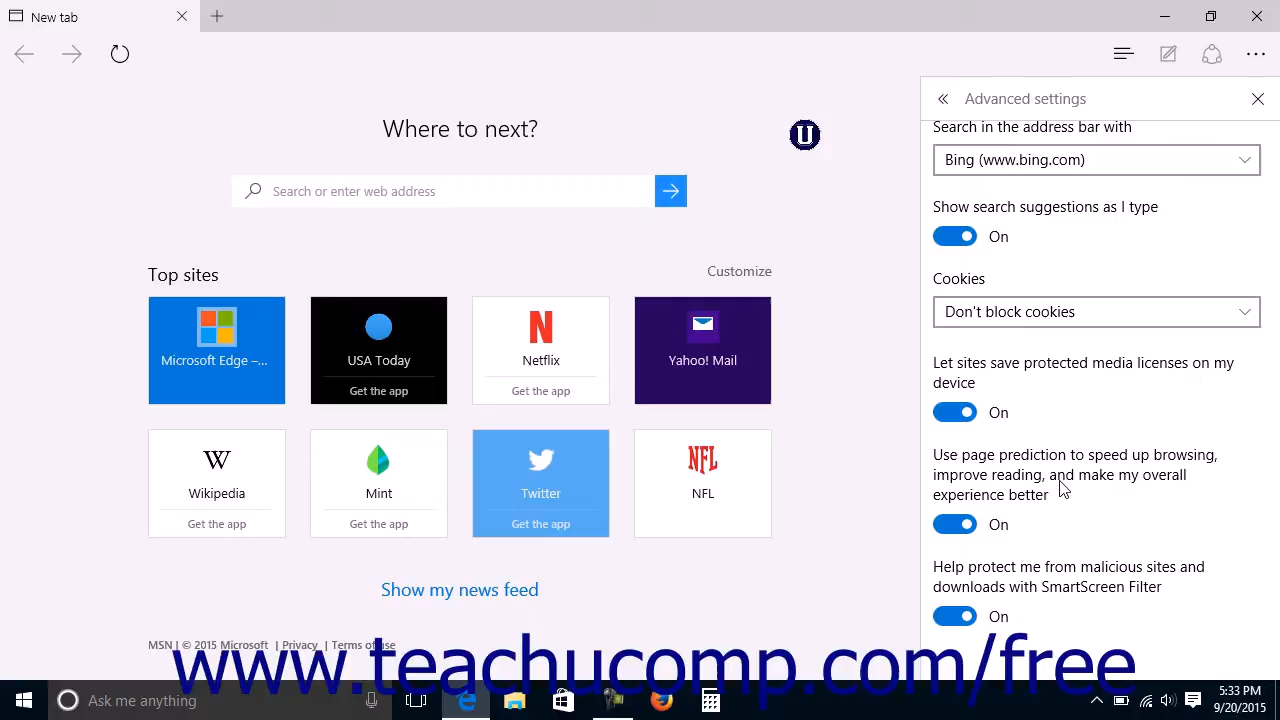 New tab
Advanced settings
Search in the address bar with
Where to next?
U
Bing (www.bing.com)
Search or enter web address
Show search suggestions as I type
On
Top sites
Customize
Cookies
Don't block cookies
Microsoft Edge –...
USA Today
Get the app
Netflix
Get the app
Yahoo! Mail
Let sites save protected media licenses on my
device
On
W
Wikipedia
Get the app
Mint
Get the app
Twitter
Get the app
NFL
NFL
Use page prediction to speed up browsing,
improve reading, and make my overall
experience better
On
Help protect me from malicious sites and
downloads with SmartScreen Filter
On
Show my news feed
MSN | © 2015 Microsoft | Privacy | Terms of use
www.teachucomp.com/free
Ask me anything
5:33 PM
9/20/2015